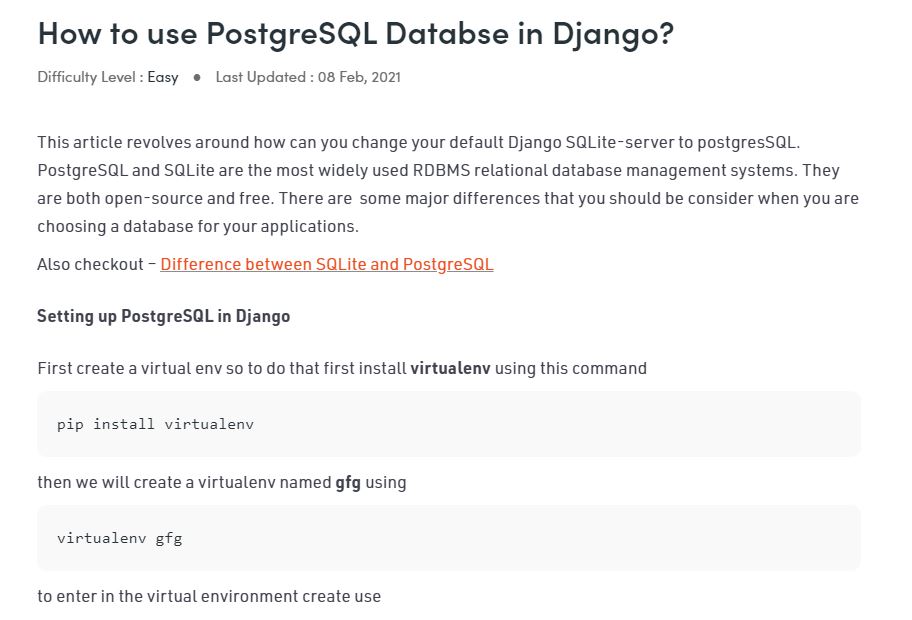 How to use PostgreSQL Databse in Django?
Difficulty Level : Easy ● Last Updated : 08 Feb, 2021
This article revolves around how can you change your default Django SQLite-server to postgresSQL.
PostgreSQL and SQLite are the most widely used RDBMS relational database management systems. They
are both open-source and free. There are  some major differences that you should be consider when you are
choosing a database for your applications.
Also checkout – Difference between SQLite and PostgreSQL
Setting up PostgreSQL in Django
First create a virtual env so to do that first install virtualenv using this command
pip install virtualenv
then we will create a virtualenv named gfg using
virtualenv gfg
to enter in the virtual environment create use